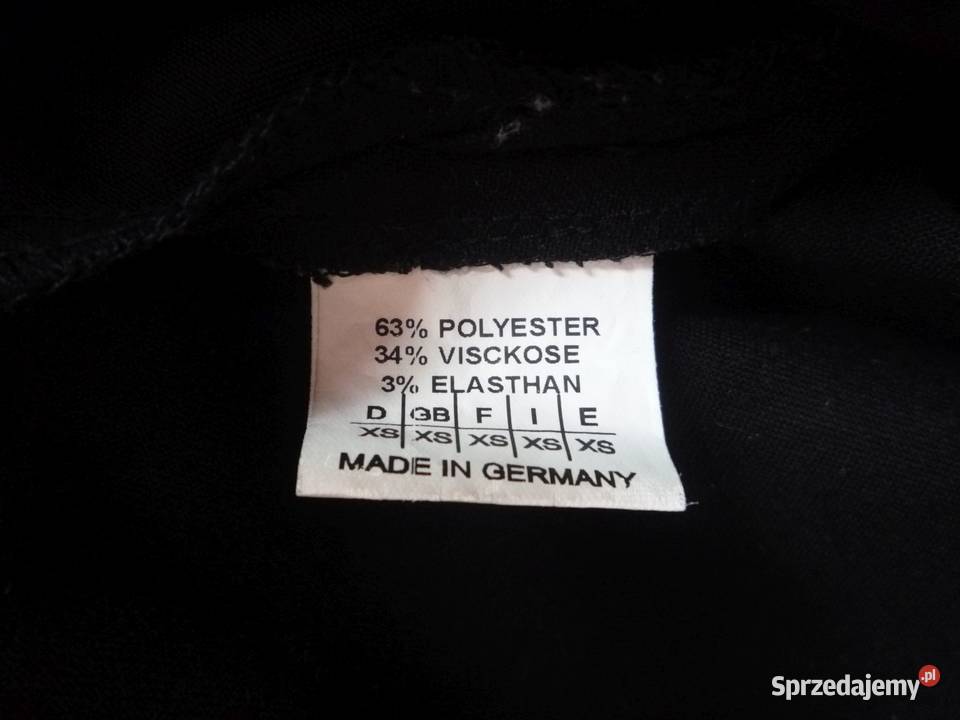 63% POLYESTER
34% VISCKOSE
3% ELASTHAN
D GB F I E
XS XS XS XS XS
MADE IN GERMANY
Sprzedajemy.pl